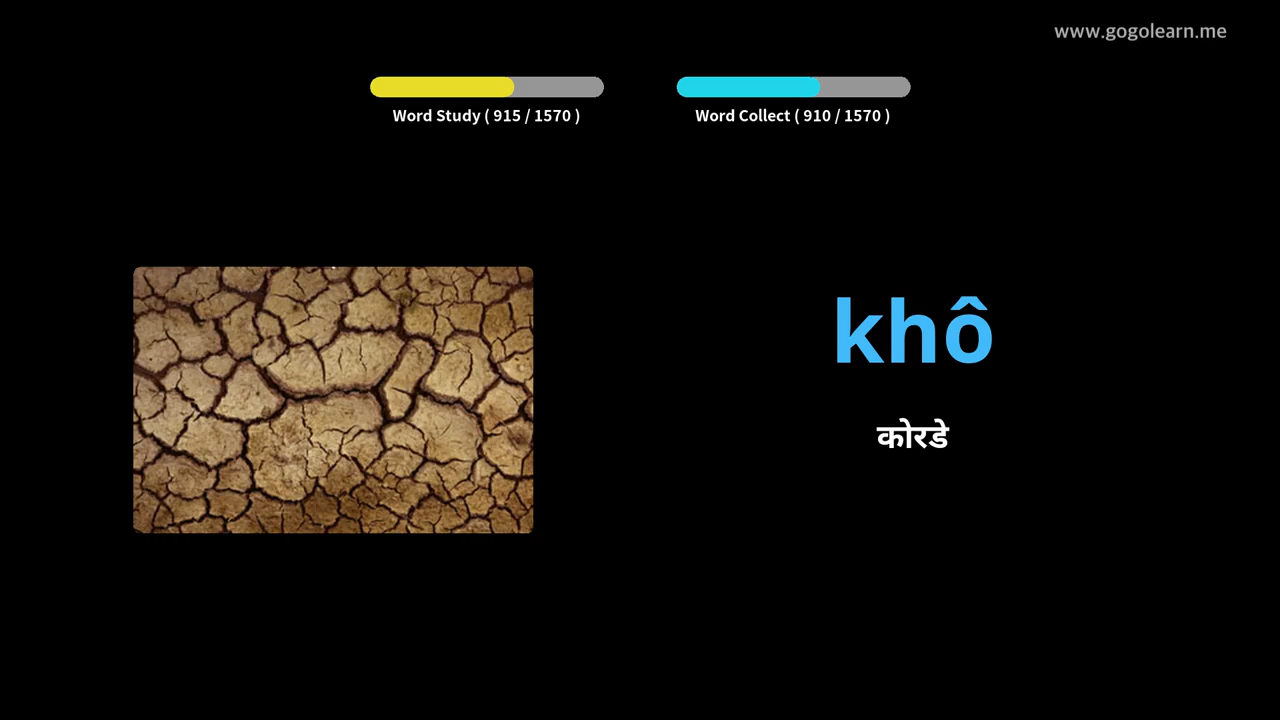 www.gogolearn.me
Word Study ( 915 / 1570 )
Word Collect ( 910 / 1570 )
khô
कोरडे